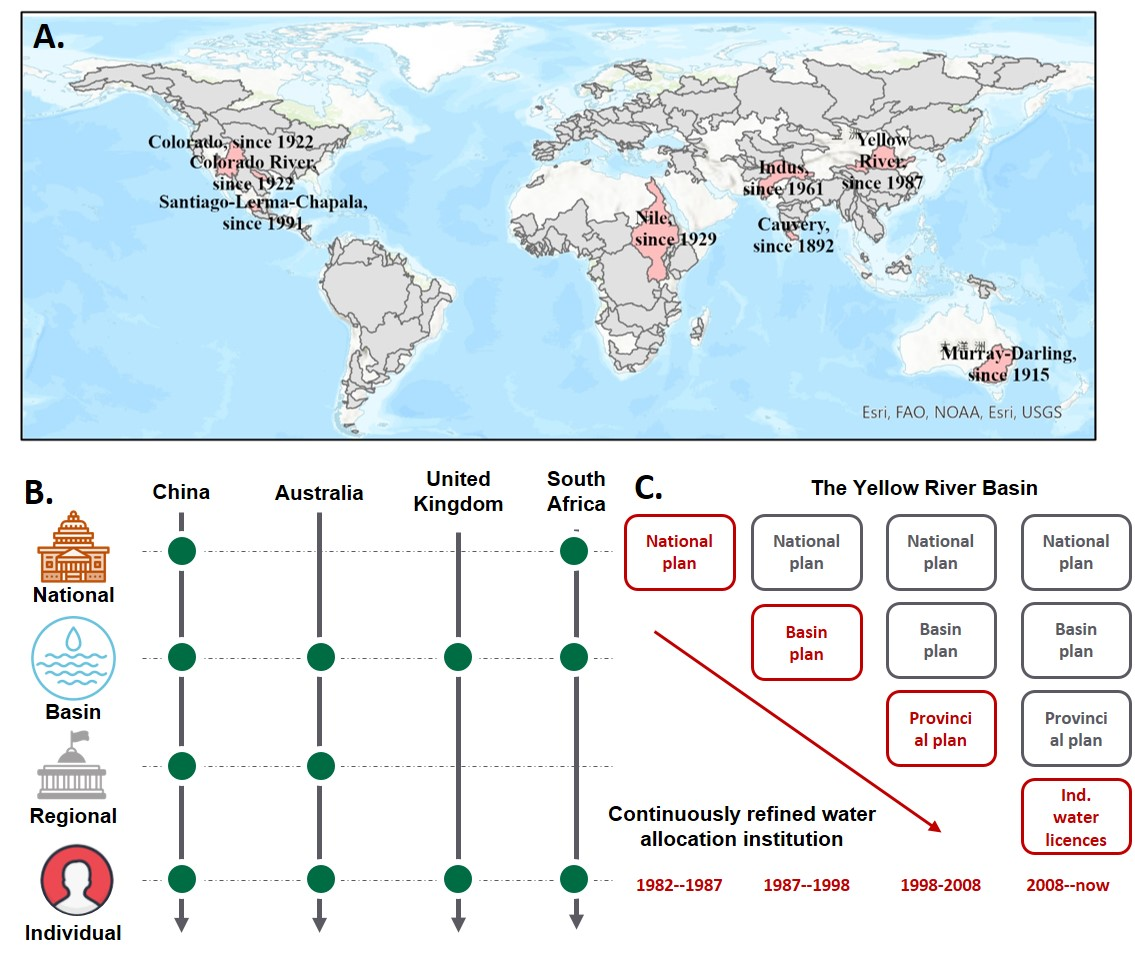 A.
Colorado, since 1922
Colorado River,
since 1922
Santiago-Lerma-Chapala,
since 1991
Nile,
since 1929
Indus,
since 1961
Yellow
River,
since 1987
Cauvery,
since 1892
大洋洲
Murray-Darling,
since 1915
Esri, FAO, NOAA, Esri, USGS
B.
China
Australia
United
Kingdom
South
Africa
National
Basin
Regional
Individual
C.
The Yellow River Basin
National
plan
National
plan
National
plan
National
plan
Basin
plan
Basin
plan
Basin
plan
Provinci
al plan
Provinci
al plan
Ind.
water
licences
Continuously refined water
allocation institution
1982--1987
1987--1998
1998-2008
2008--now